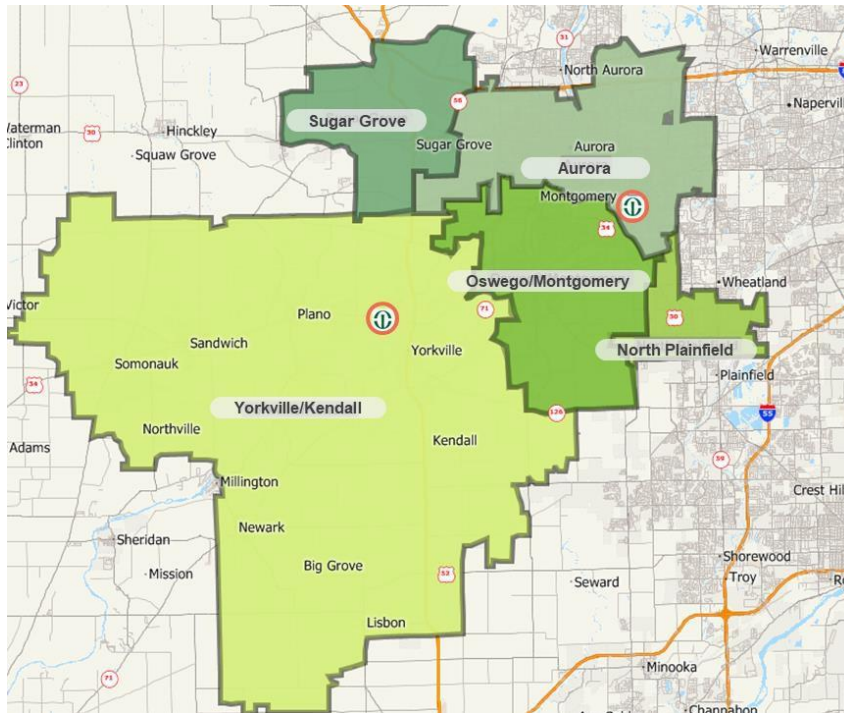 31
Warrenville
North Aurora
23
56
Naperv
Sugar Grove
Waterman
Clinton
30
Hinckley
Sugar Grove
Aurora
Squaw Grove
Aurora
Montgomery
34
Oswego/Montgomery
Wheatland
Victor
Plano
71
30
Sandwich
Yorkville
North Plainfield
Somonauk
Plainfield
34
Yorkville/Kendall
126
55
Northville
Kendall
Adams
59
Millington
Crest Hil
Newark
Sheridan
Big Grove
Shorewood
Mission
52
Seward
Troy
Ro
Lisbon
Minooka
71
Channahon